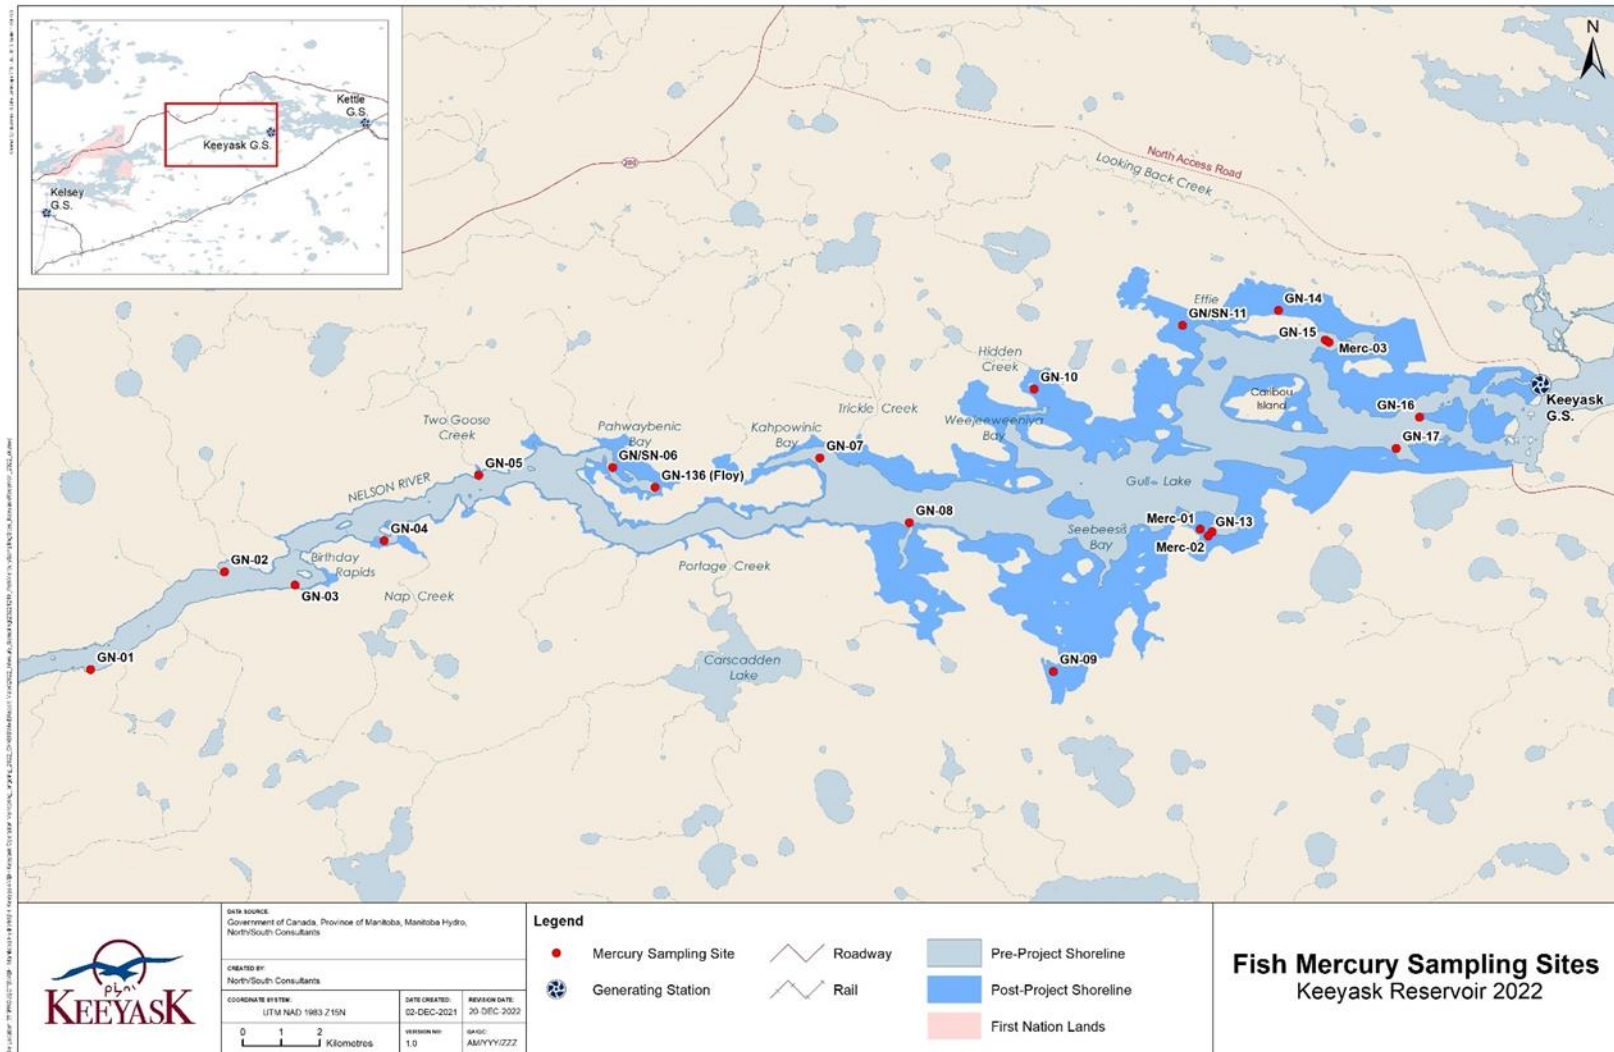 Kettle
G.S.
Keeyask G.S.
Kelsey
G.S.
N
280
North Access Road
Looking Back Creek
Effie
GN-14
GN/SN-11
GN-15
Merc-03
Hidden
Creek
GN-10
Caribou
Island
Keeyask
G.S.
GN-16
Two Goose
Creek
Pahwaybenic
Bay
Kahpowinic
Bay
Trickle Creek
Weejeeweeniya
Bay
GN-17
GN-05
GN/SN-06
GN-07
GN-136 (Floy)
NELSON RIVER
Gull Lake
GN-08
Merc-01
GN-13
GN-04
Seebeesis
Bay
Merc-02
GN-02
Birthday
Rapids
Portage Creek
GN-03
Nap Creek
GN-01
Carscadden
Lake
GN-09
KEEYASK
DATA SOURCE:
Government of Canada, Province of Manitoba, Manitoba Hydro,
North/South Consultants
CREATED BY:
North/South Consultants
COORDINATE SYSTEM:
UTM NAD 1983 Z15N
DATE CREATED:
02-DEC-2021
REVISION DATE:
20-DEC-2022
0 1 2
Kilometres
VERSION NO:
1.0
QA/QC:
AM/YYY/ZZZ
Legend
Mercury Sampling Site
Generating Station
Roadway
Rail
Pre-Project Shoreline
Post-Project Shoreline
First Nation Lands
Fish Mercury Sampling Sites
Keeyask Reservoir 2022